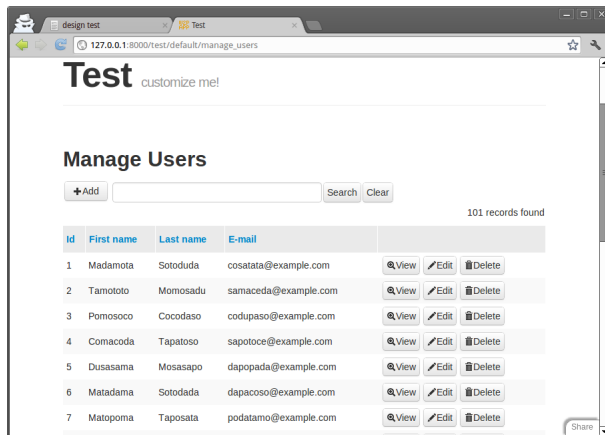 design test
Test
127.0.0.1:8000/test/default/manage_users
Test customize me!
Manage Users
Add Search Clear
101 records found
Id First name Last name E-mail
1 Madamota Sotoduda cosatata@example.com View Edit Delete
2 Tamototo Momosadu samaceda@example.com View Edit Delete
3 Pomosoco Cocodaso codupaso@example.com View Edit Delete
4 Comacoda Tapatoso sapotoce@example.com View Edit Delete
5 Dusasama Mosasapo dapopada@example.com View Edit Delete
6 Matadama Sotodada dapacoso@example.com View Edit Delete
7 Matopoma Taposata podatamo@example.com View Edit Delete
Share